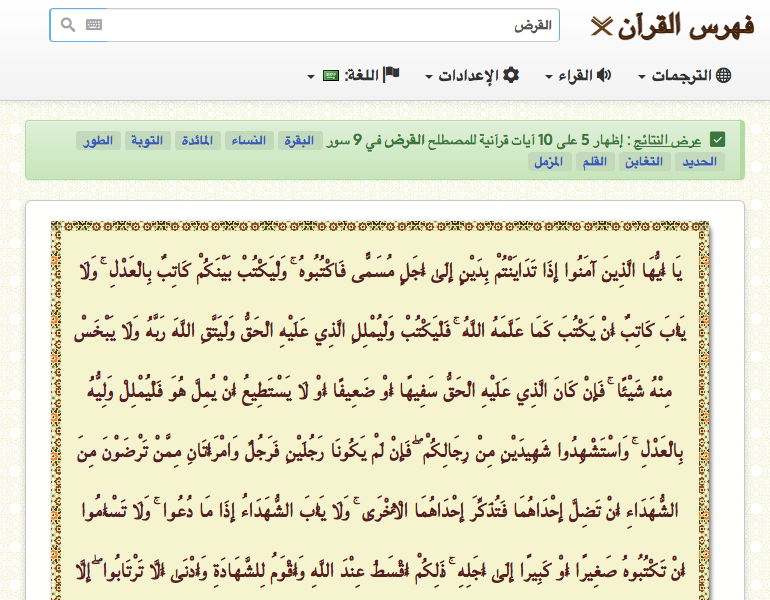 فهرس القرآن
القرض
الترجمات
القراء
الإعدادات
اللغة:
عرض النتائج : إظهار 5 على 10 آيات قرآنية للمصطلح القرض في 9 سور البقرة النساء المائدة التوبة الطور
الحديد التغابن القلم المزمل
يَا أَيُّهَا الَّذِينَ آمَنُوا إِذَا تَدَايَنْتُمْ بِدَيْنٍ إِلَىٰ أَجَلٍ مُسَمًّى فَاكْتُبُوهُ ۚ وَلْيَكْتُبْ بَيْنَكُمْ كَاتِبٌ بِالْعَدْلِ ۚ وَلَا
يَأْبَ كَاتِبٌ أَنْ يَكْتُبَ كَمَا عَلَّمَهُ اللَّهُ ۚ فَلْيَكْتُبْ وَلْيُمْلِلِ الَّذِي عَلَيْهِ الْحَقُّ وَلْيَتَّقِ اللَّهَ رَبَّهُ وَلَا يَبْخَسْ
مِنْهُ شَيْئًا ۚ فَإِنْ كَانَ الَّذِي عَلَيْهِ الْحَقُّ سَفِيهًا أَوْ ضَعِيفًا أَوْ لَا يَسْتَطِيعُ أَنْ يُمِلَّ هُوَ فَلْيُمْلِلْ وَلِيُّهُ
بِالْعَدْلِ ۚ وَاسْتَشْهِدُوا شَهِيدَيْنِ مِنْ رِجَالِكُمْ ۖ فَإِنْ لَمْ يَكُونَا رَجُلَيْنِ فَرَجُلٌ وَامْرَأَتَانِ مِمَّنْ تَرْضَوْنَ مِنَ
الشُّهَدَاءِ أَنْ تَضِلَّ إِحْدَاهُمَا فَتُذَكِّرَ إِحْدَاهُمَا الْأُخْرَىٰ ۚ وَلَا يَأْبَ الشُّهَدَاءُ إِذَا مَا دُعُوا ۚ وَلَا تَسْأَمُوا
أَنْ تَكْتُبُوهُ صَغِيرًا أَوْ كَبِيرًا إِلَىٰ أَجَلِهِ ۚ ذَٰلِكُمْ أَقْسَطُ عِنْدَ اللَّهِ وَأَقْوَمُ لِلشَّهَادَةِ وَأَدْنَىٰ أَلَّا تَرْتَابُوا ۖ إِلَّا